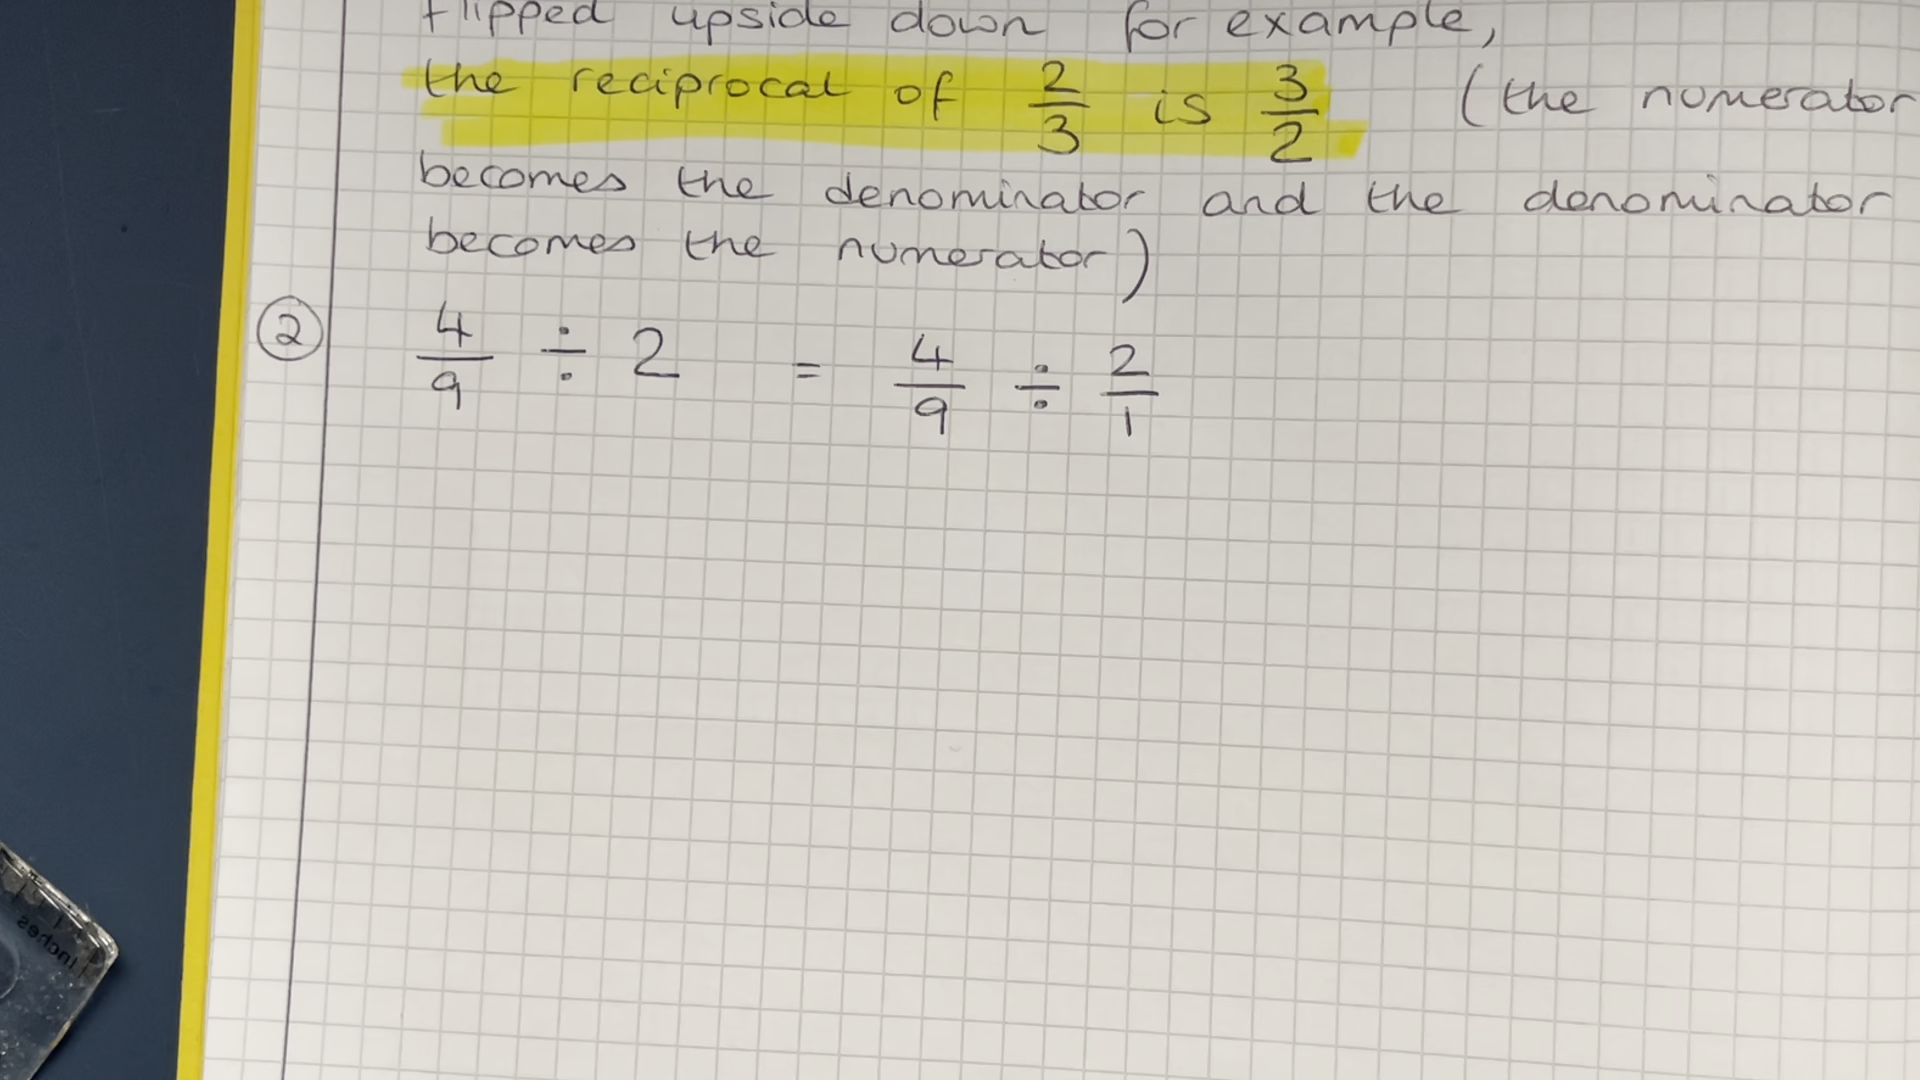 flipped upside down for example,
the reciprocal of 2/3 is 3/2 (the numerator
becomes the denominator and the denominator
becomes the numerator)
② 4/9 ÷ 2 = 4/9 ÷ 2/1
inches